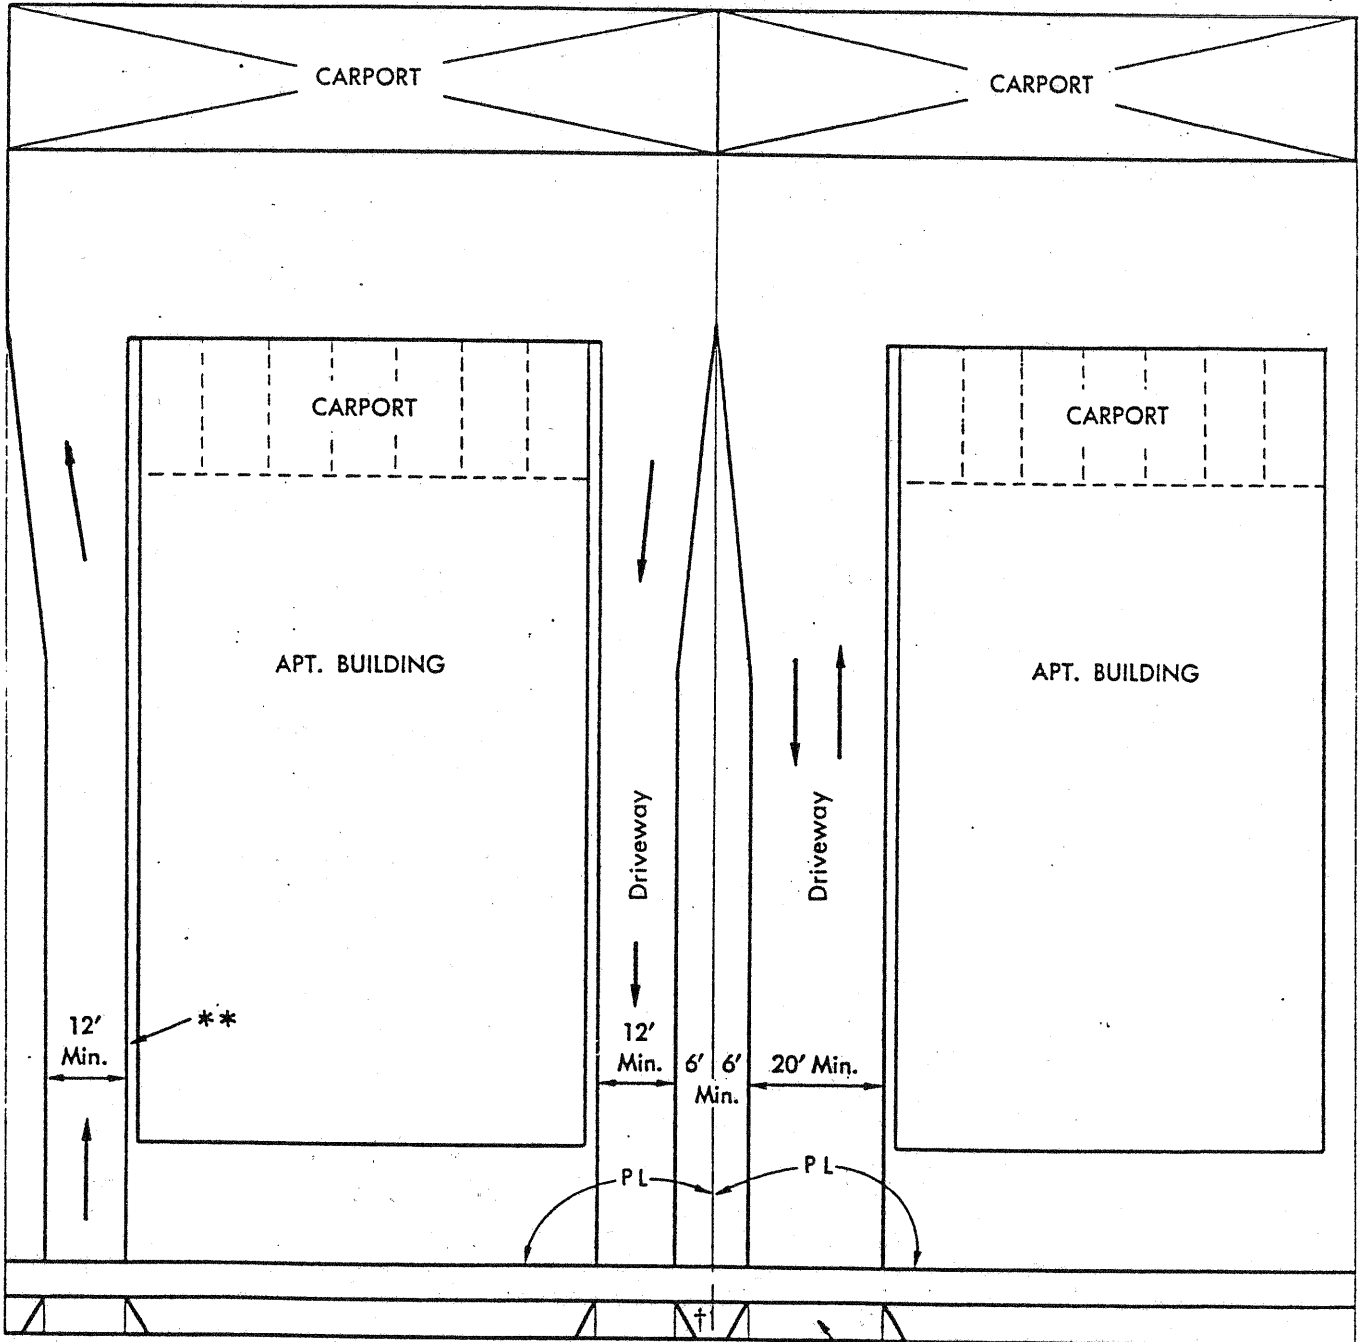 CARPORT
CARPORT
CARPORT
CARPORT
APT. BUILDING
APT. BUILDING
Driveway
Driveway
**
12'
Min.
12'
Min.
6' 6'
Min.
20' Min.
PL
PL
†